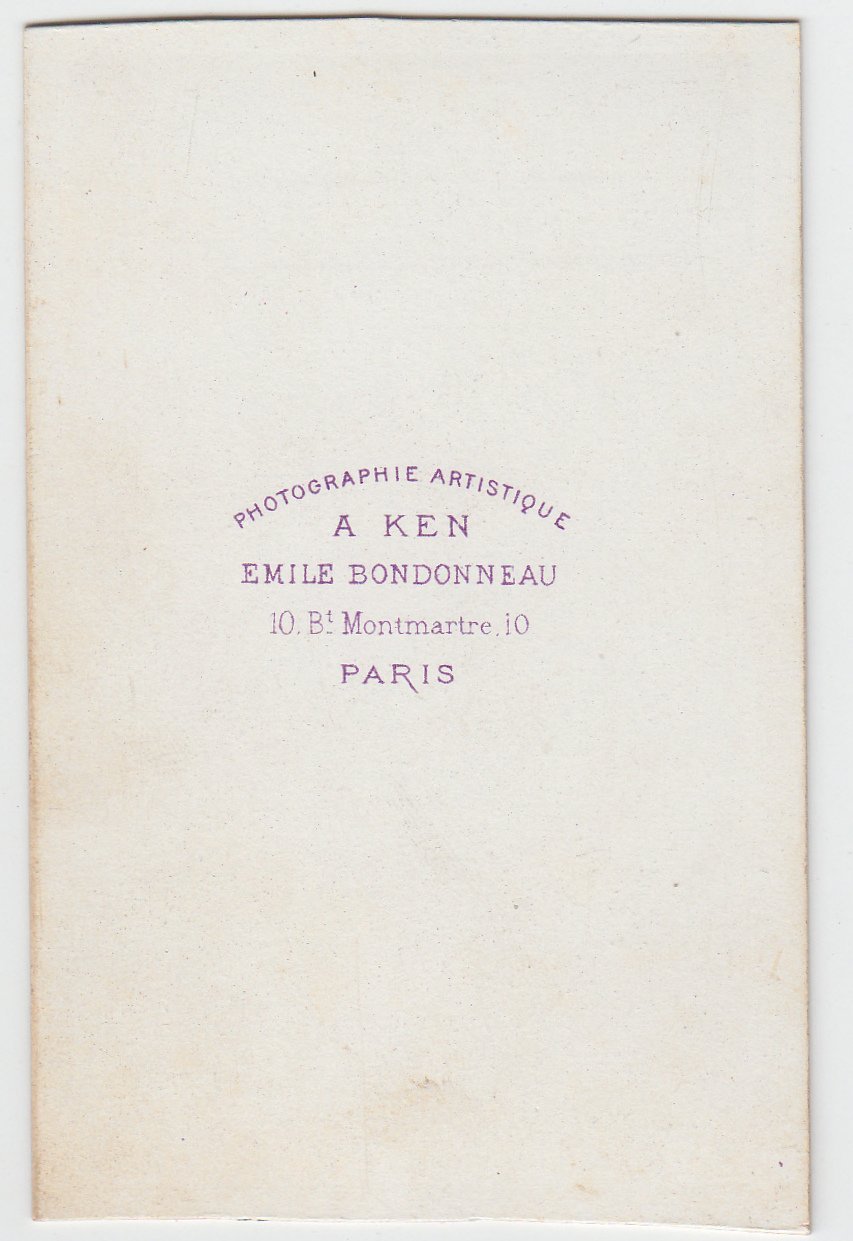 PHOTOGRAPHIE ARTISTIQUE
A KEN
EMILE BONDONNEAU
10, Bt Montmartre, 10
PARIS